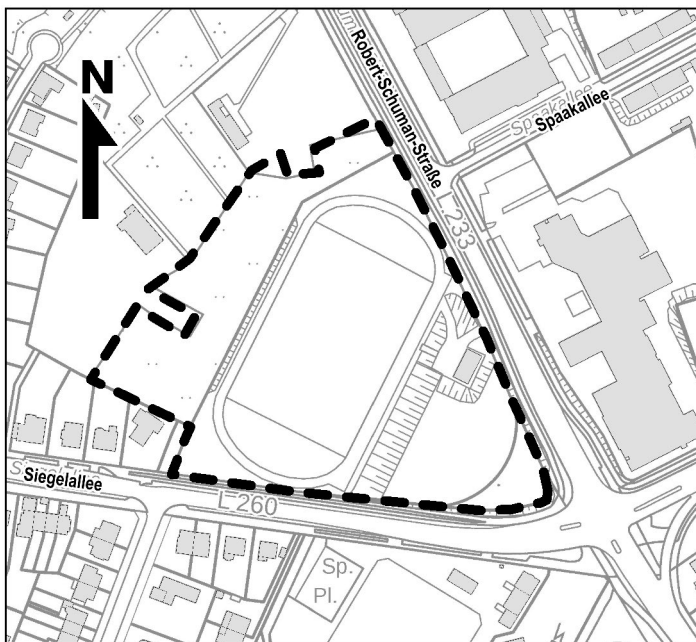 N
Robert-Schuman-Straße
Spaakallee
Spaakallee
L 233
Siegelallee
L 260
Sp.
Pl.